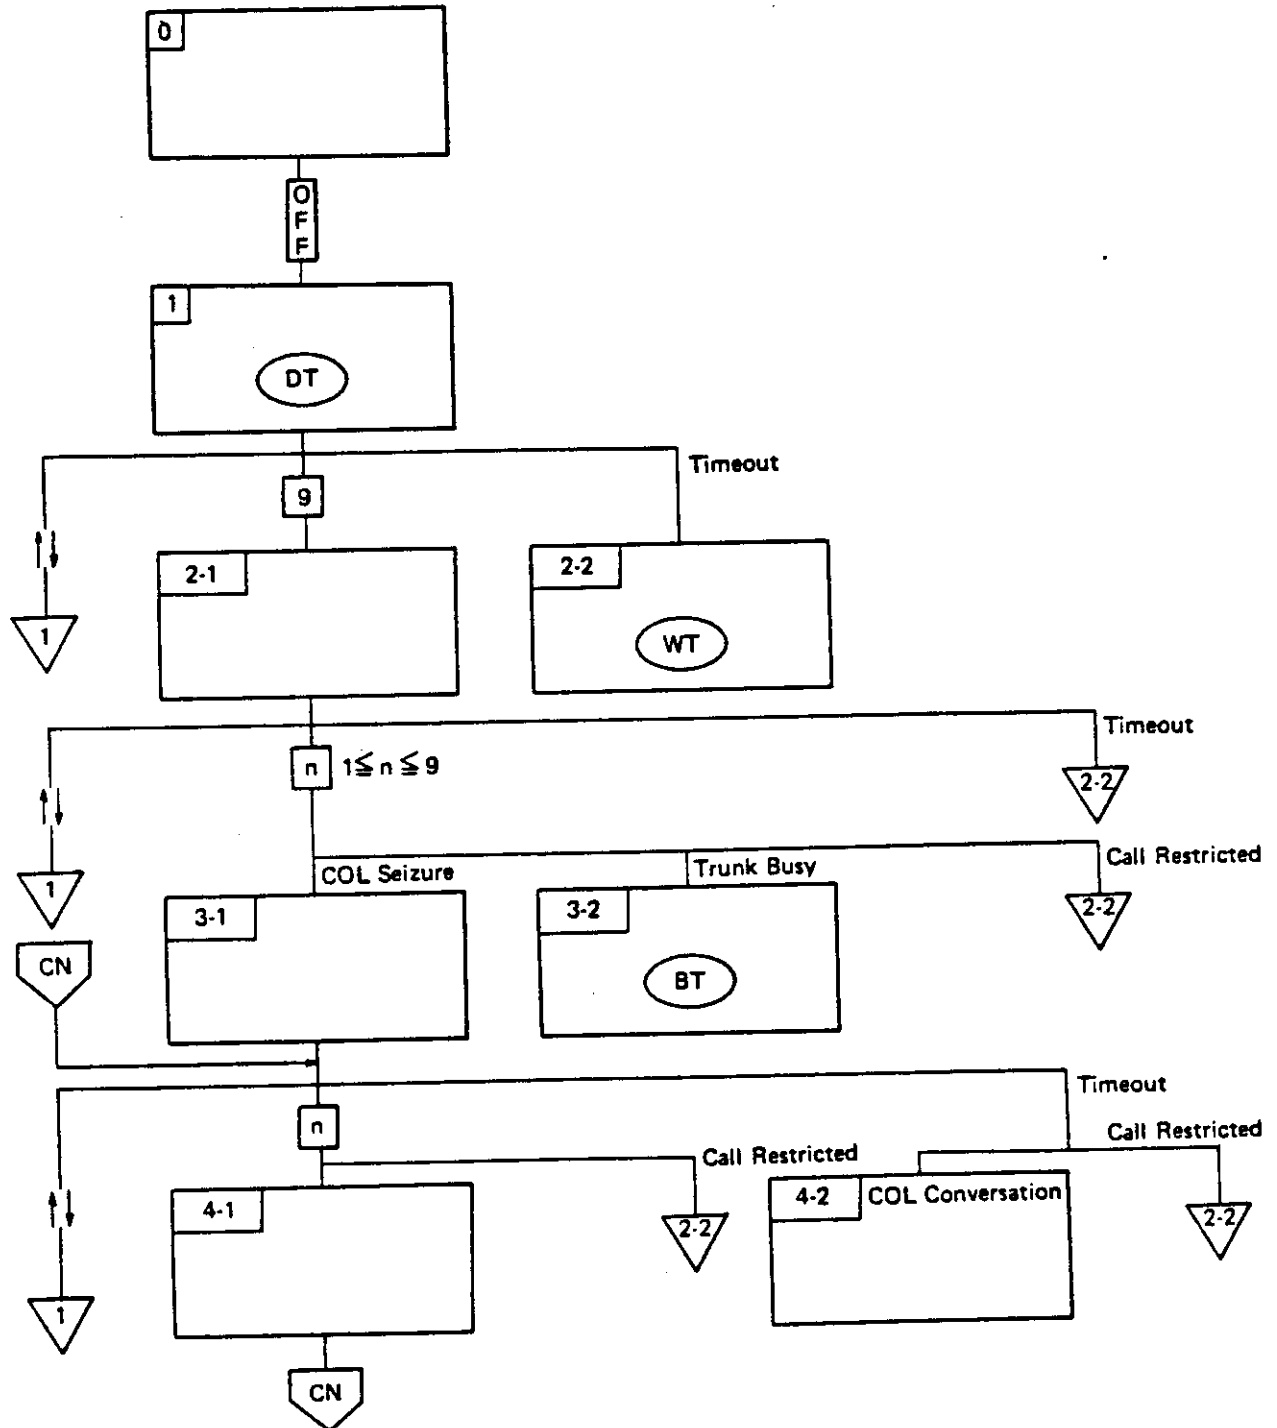 0
O
F
F
1
DT
Timeout
9
2-1
2-2
1
WT
Timeout
n 1≦ n ≦ 9
2-2
COL Seizure
Trunk Busy
Call Restricted
1
3-1
3-2
2-2
CN
BT
Timeout
n
Call Restricted
Call Restricted
4-1
4-2
COL Conversation
2-2
2-2
1
CN